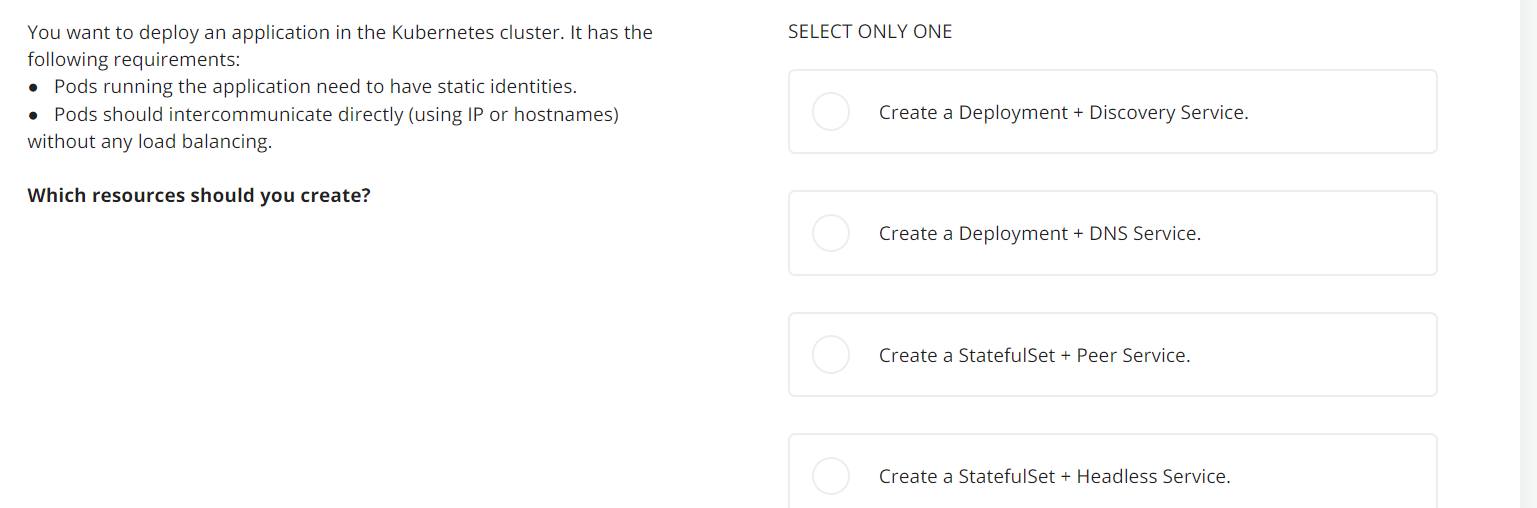 You want to deploy an application in the Kubernetes cluster. It has the
following requirements:
● Pods running the application need to have static identities.
● Pods should intercommunicate directly (using IP or hostnames)
without any load balancing.
Which resources should you create?
SELECT ONLY ONE
Create a Deployment + Discovery Service.
Create a Deployment + DNS Service.
Create a StatefulSet + Peer Service.
Create a StatefulSet + Headless Service.